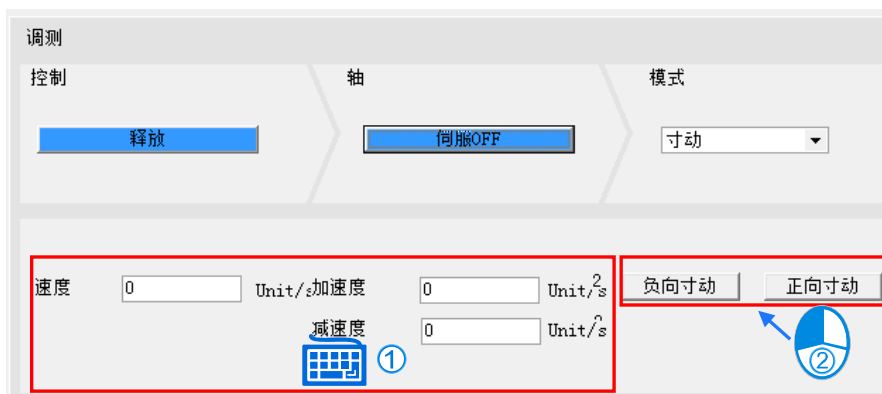 调测
控制 轴 模式
释放 伺服OFF 寸动
速度 0 Unit/s 加速度 0 Unit/s² 负向寸动 正向寸动
减速度 0 Unit/s²
① ②